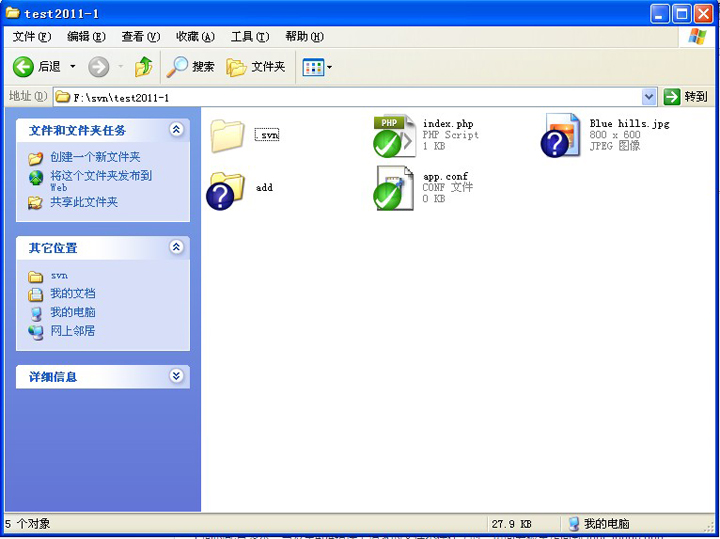 test2011-1
文件(F) 编辑(E) 查看(V) 收藏(A) 工具(T) 帮助(H)
后退 搜索 文件夹
地址(D) F:\svn\test2011-1 转到
文件和文件夹任务
创建一个新文件夹
将这个文件夹发布到
Web
共享此文件夹
其它位置
svn
我的文档
我的电脑
网上邻居
详细信息
.svn
PHP
index.php
PHP Script
1 KB
Blue hills.jpg
800 x 600
JPEG 图像
add
app.conf
CONF 文件
0 KB
5 个对象 27.9 KB 我的电脑